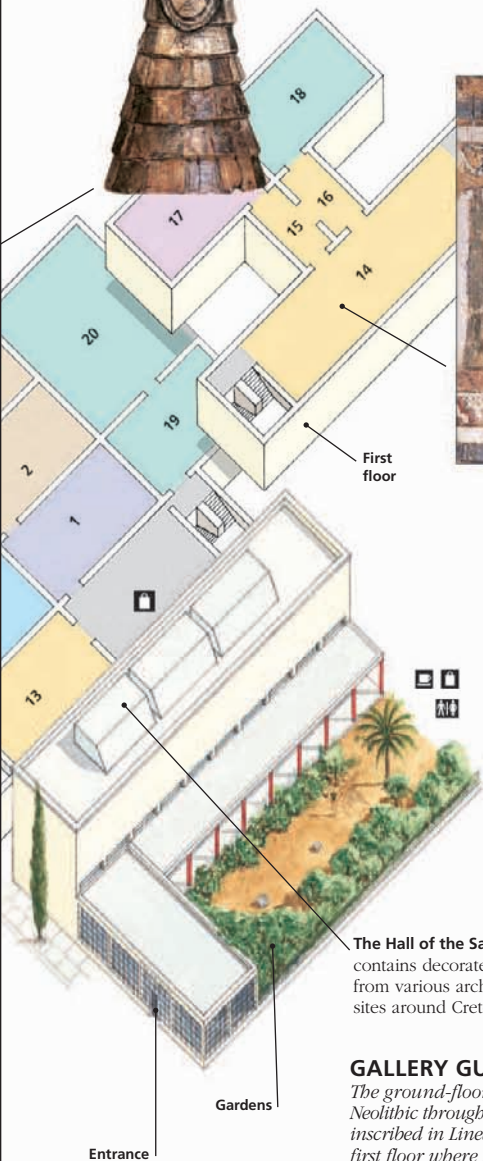 18
17
16
15
14
20
19
2
1
13
First
floor
The Hall of the Sa
contains decorate
from various arch
sites around Cret
Gardens
Entrance
GALLERY GU
The ground-floor
Neolithic through
inscribed in Line
first floor where